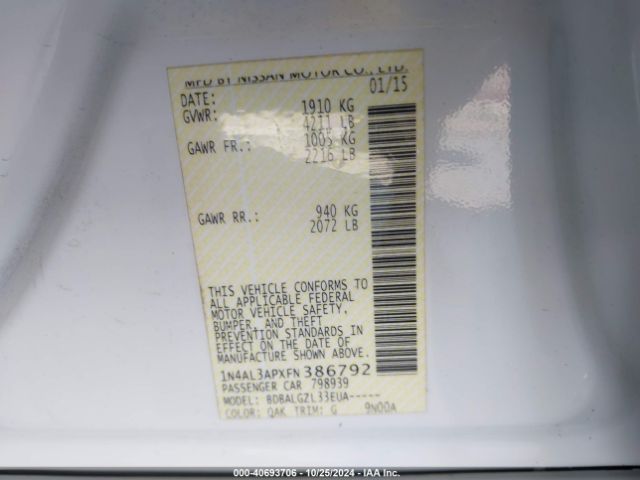 MFD BY NISSAN MOTOR CO., LTD.
DATE: 01/15
GVWR: 1910 KG
4211 LB
GAWR FR.: 1005 KG
2216 LB
GAWR RR.: 940 KG
2072 LB
THIS VEHICLE CONFORMS TO
ALL APPLICABLE FEDERAL
MOTOR VEHICLE SAFETY,
BUMPER, AND THEFT
PREVENTION STANDARDS IN
EFFECT ON THE DATE OF
MANUFACTURE SHOWN ABOVE.
1N4AL3APXFN386792
PASSENGER CAR 798939
MODEL: BDBALGZL33EUA-----
COLOR: QAK TRIM: G 9N00A
000-40693706 - 10/25/2024 - IAA Inc.